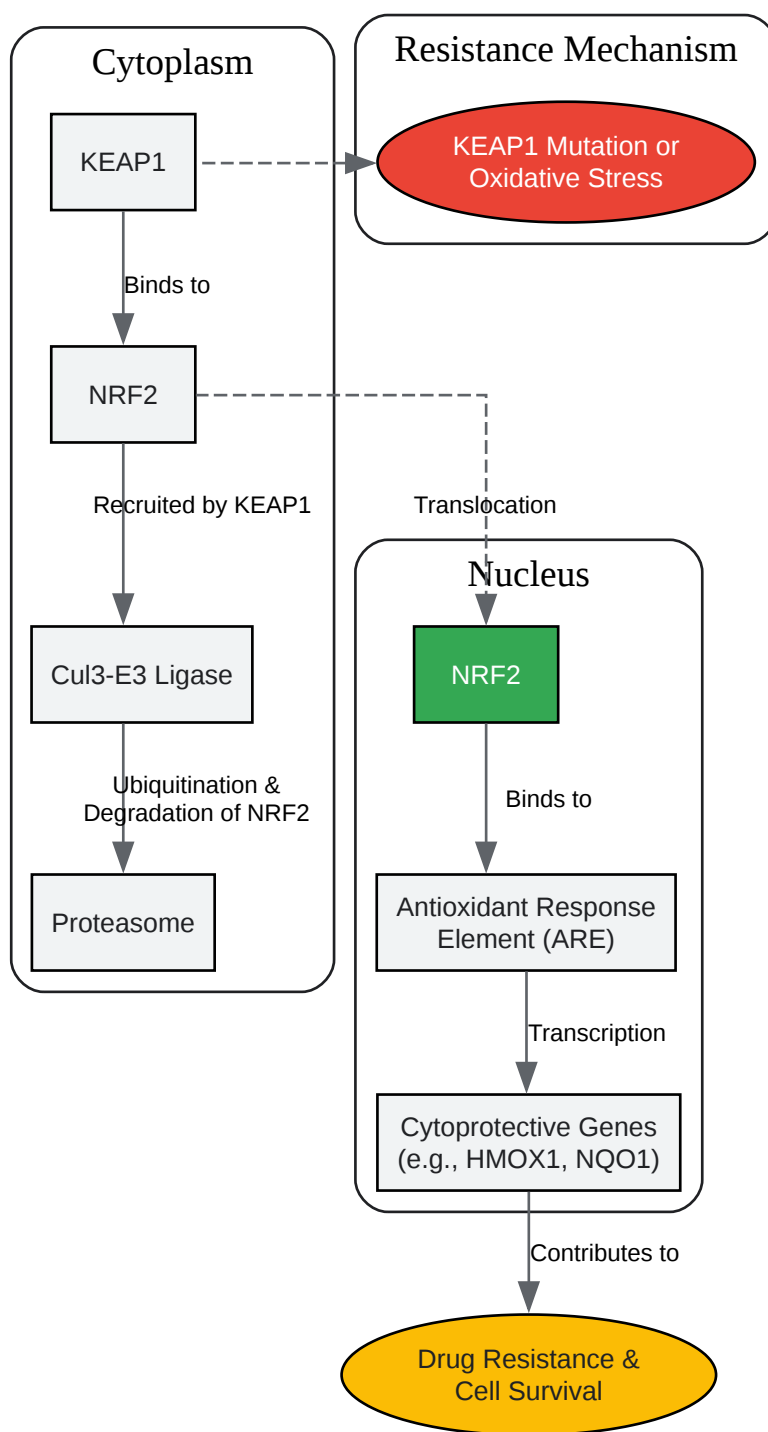 Cytoplasm
Resistance Mechanism
KEAP1
KEAP1 Mutation or
Oxidative Stress
Binds to
NRF2
Recruited by KEAP1
Translocation
Nucleus
Cul3-E3 Ligase
NRF2
Ubiquitination &
Degradation of NRF2
Binds to
Proteasome
Antioxidant Response
Element (ARE)
Transcription
Cytoprotective Genes
(e.g., HMOX1, NQO1)
Contributes to
Drug Resistance &
Cell Survival